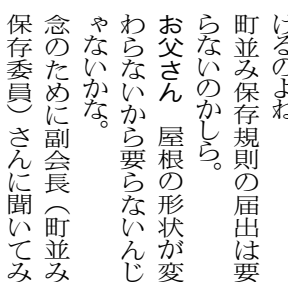 けるのよね
町並み保存規則の届出は要
らないのかしら。
お父さん　屋根の形状が変
わらないから要らないんじ
ゃないかな。
念のために副会長（町並み
保存委員）さんに聞いてみ